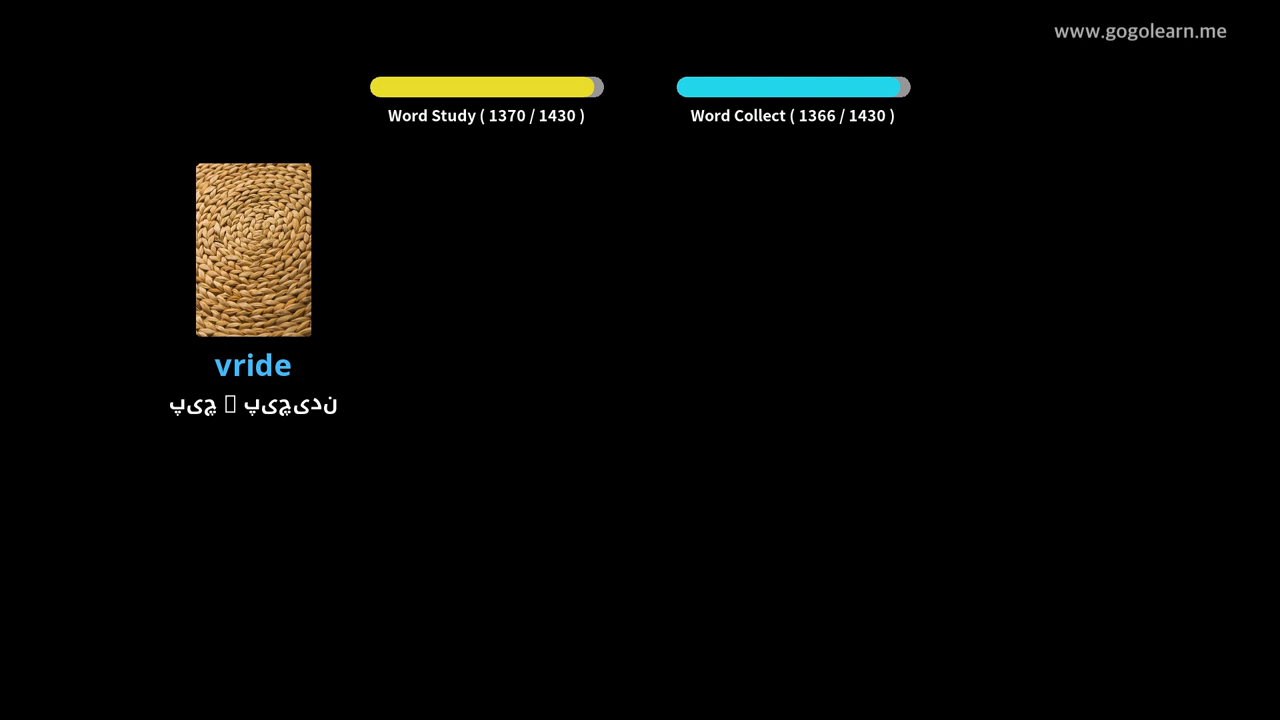 www.gogolearn.me
Word Study ( 1370 / 1430 )
Word Collect ( 1366 / 1430 )
vride
پیچ پیچیدن